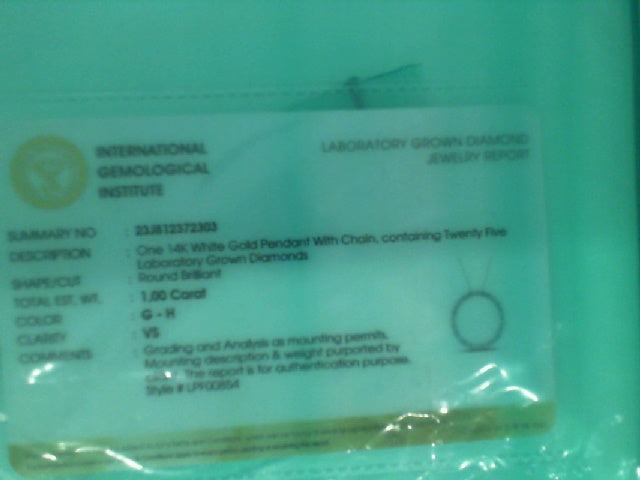 INTERNATIONAL
GEMOLOGICAL
INSTITUTE
LABORATORY GROWN DIAMOND
JEWELRY REPORT
SUMMARY NO : 23J812372303
DESCRIPTION : One 14K White Gold Pendant With Chain, containing Twenty Five
Laboratory Grown Diamonds
SHAPE/CUT : Round Brilliant
TOTAL EST. WT. : 1.00 Carat
COLOR : G - H
CLARITY : VS
COMMENTS : Grading and Analysis as mounting permits.
Mounting description & weight purported by
The report is for authentication purpose.
Style # LPF00854